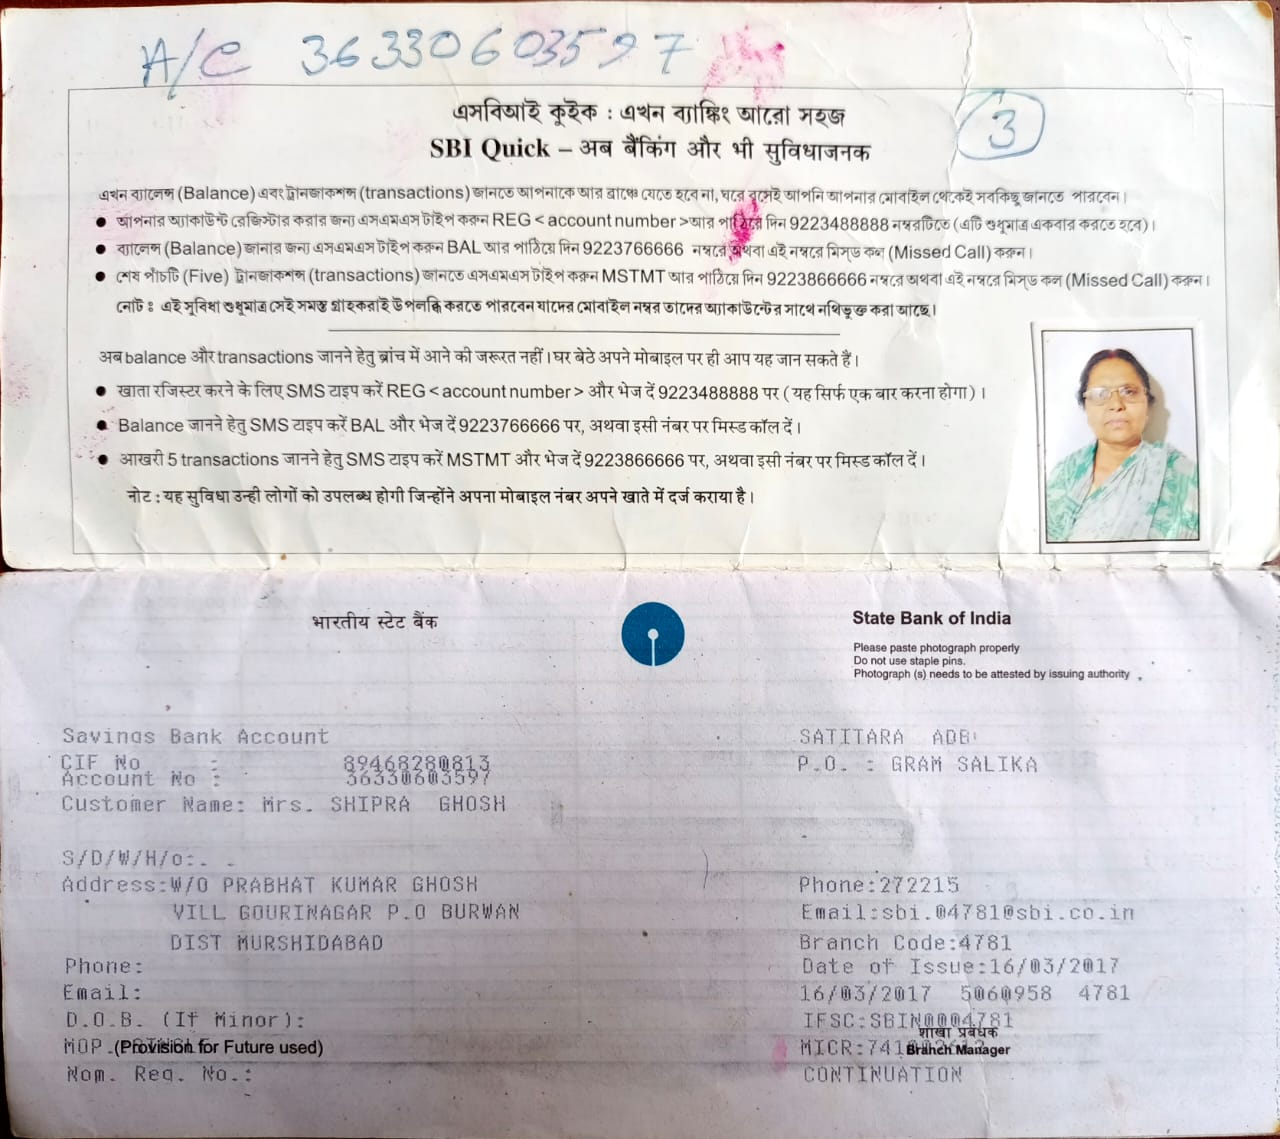 A/C 36330603597
এসবিআই কুইক : এখন ব্যাঙ্কিং আরো সহজ
3
SBI Quick – अब बैंकिंग और भी सुविधाजनक
এখন ব্যালেন্স (Balance) এবং ট্রানজাকশন্স (transactions) জানতে আপনাকে আর ব্রাঞ্চে যেতে হবে না, ঘরে বসেই আপনি আপনার মোবাইল থেকেই সবকিছু জানতে পারবেন।
● আপনার অ্যাকাউন্ট রেজিস্টার করার জন্য এসএমএস টাইপ করুন REG < account number > আর পাঠিয়ে দিন 9223488888 নম্বরটিতে (এটি শুধুমাত্র একবার করতে হবে)।
● ব্যালেন্স (Balance) জানার জন্য এসএমএস টাইপ করুন BAL আর পাঠিয়ে দিন 9223766666 নম্বরে অথবা এই নম্বরে মিস্ড কল (Missed Call) করুন।
● শেষ পাঁচটি (Five) ট্রানজাকশন্স (transactions) জানতে এসএমএস টাইপ করুন MSTMT আর পাঠিয়ে দিন 9223866666 নম্বরে অথবা এই নম্বরে মিস্ড কল (Missed Call) করুন।
নোট : এই সুবিধা শুধুমাত্র সেই সমস্ত গ্রাহকরাই উপলব্ধি করতে পারবেন যাদের মোবাইল নম্বর তাদের অ্যাকাউন্টের সাথে নথিভুক্ত করা আছে।
अब balance और transactions जानने हेतु ब्रांच में आने की जरूरत नहीं। घर बेठे अपने मोबाइल पर ही आप यह जान सकते हैं।
● खाता रजिस्टर करने के लिए SMS टाइप करें REG < account number > और भेज दें 9223488888 पर ( यह सिर्फ एक बार करना होगा ) ।
● Balance जानने हेतु SMS टाइप करें BAL और भेज दें 9223766666 पर, अथवा इसी नंबर पर मिस्ड कॉल दें।
● आखरी 5 transactions जानने हेतु SMS टाइप करें MSTMT और भेज दें 9223866666 पर, अथवा इसी नंबर पर मिस्ड कॉल दें।
नोट : यह सुविधा उन्ही लोगों को उपलब्ध होगी जिन्होंने अपना मोबाइल नंबर अपने खाते में दर्ज कराया है।
भारतीय स्टेट बैंक
State Bank of India
Please paste photograph properly
Do not use staple pins.
Photograph (s) needs to be attested by issuing authority
Savings Bank Account
CIF No : 89468280813
Account No : 36330603597
Customer Name: Mrs. SHIPRA GHOSH
S/D/W/H/o:. .
Address:W/O PRABHAT KUMAR GHOSH
VILL GOURINAGAR P.O BURWAN
DIST MURSHIDABAD
Phone:
Email:
D.O.B. (If Minor):
MOP (Provision for Future used)
Nom. Reg. No.:
SATITARA ADB
P.O. : GRAM SALIKA
Phone:272215
Email:sbi.04781@sbi.co.in
Branch Code:4781
Date of Issue:16/03/2017
16/03/2017 5060958 4781
IFSC:SBIN0004781
शाखा प्रबंधक
MICR: Branch Manager
CONTINUATION